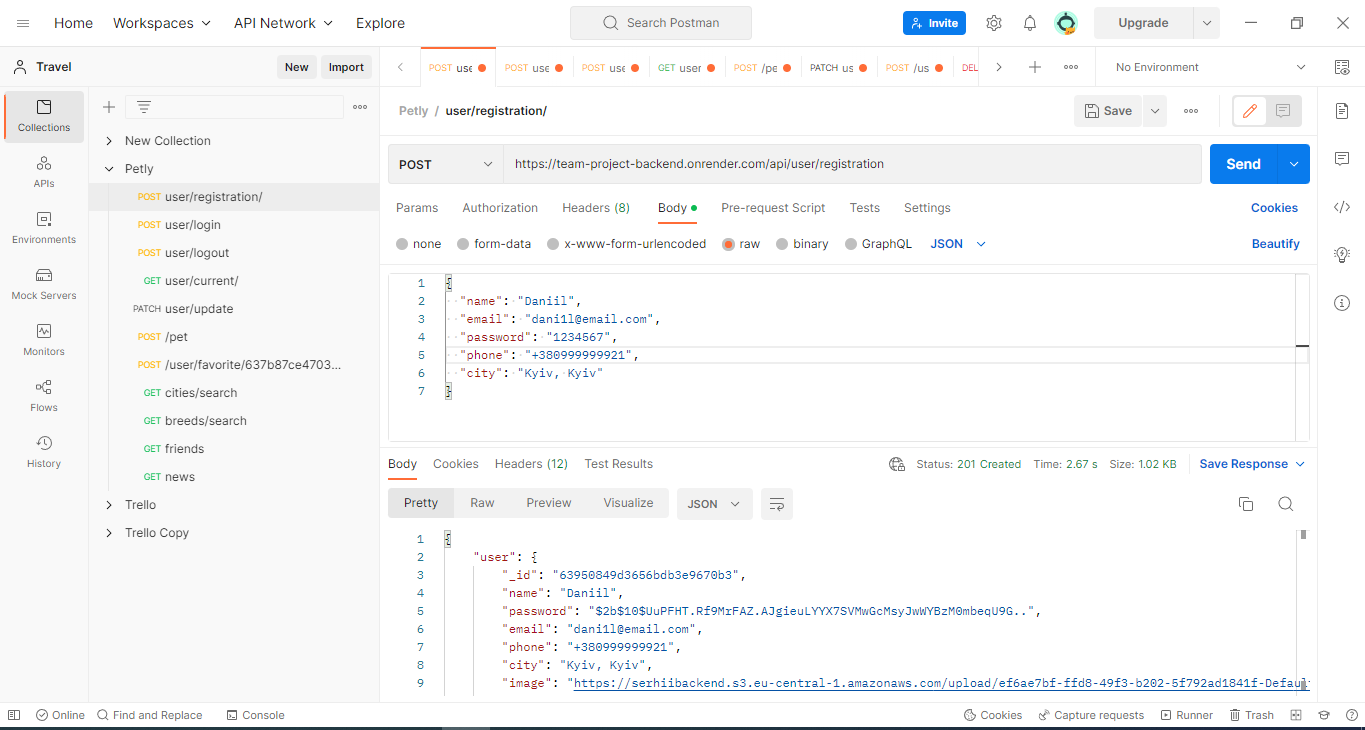 Home Workspaces API Network Explore Search Postman Invite Upgrade
Travel New Import
POST use POST use POST use GET user POST /pe PATCH us POST /us DEL No Environment
Collections
APIs
Environments
Mock Servers
Monitors
Flows
History
New Collection
Petly
POST user/registration/
POST user/login
POST user/logout
GET user/current/
PATCH user/update
POST /pet
POST /user/favorite/637b87ce4703...
GET cities/search
GET breeds/search
GET friends
GET news
Trello
Trello Copy
Petly / user/registration/ Save
POST https://team-project-backend.onrender.com/api/user/registration Send
Params Authorization Headers (8) Body Pre-request Script Tests Settings Cookies
none form-data x-www-form-urlencoded raw binary GraphQL JSON Beautify
1 {
2 "name": "Daniil",
3 "email": "dani1l@email.com",
4 "password": "1234567",
5 "phone": "+380999999921",
6 "city": "Kyiv, Kyiv"
7 }
Body Cookies Headers (12) Test Results Status: 201 Created Time: 2.67 s Size: 1.02 KB Save Response
Pretty Raw Preview Visualize JSON
1 {
2 "user": {
3 "_id": "63950849d3656bdb3e9670b3",
4 "name": "Daniil",
5 "password": "$2b$10$UuPFHT.Rf9MrFAZ.AJgieuLYYX7SVMwGcMsyJwWYBzM0mbeqU9G..",
6 "email": "dani1l@email.com",
7 "phone": "+380999999921",
8 "city": "Kyiv, Kyiv",
9 "image": "https://serhiibackend.s3.eu-central-1.amazonaws.com/upload/ef6ae7bf-ffd8-49f3-b202-5f792ad1841f-Defaul
Online Find and Replace Console Cookies Capture requests Runner Trash